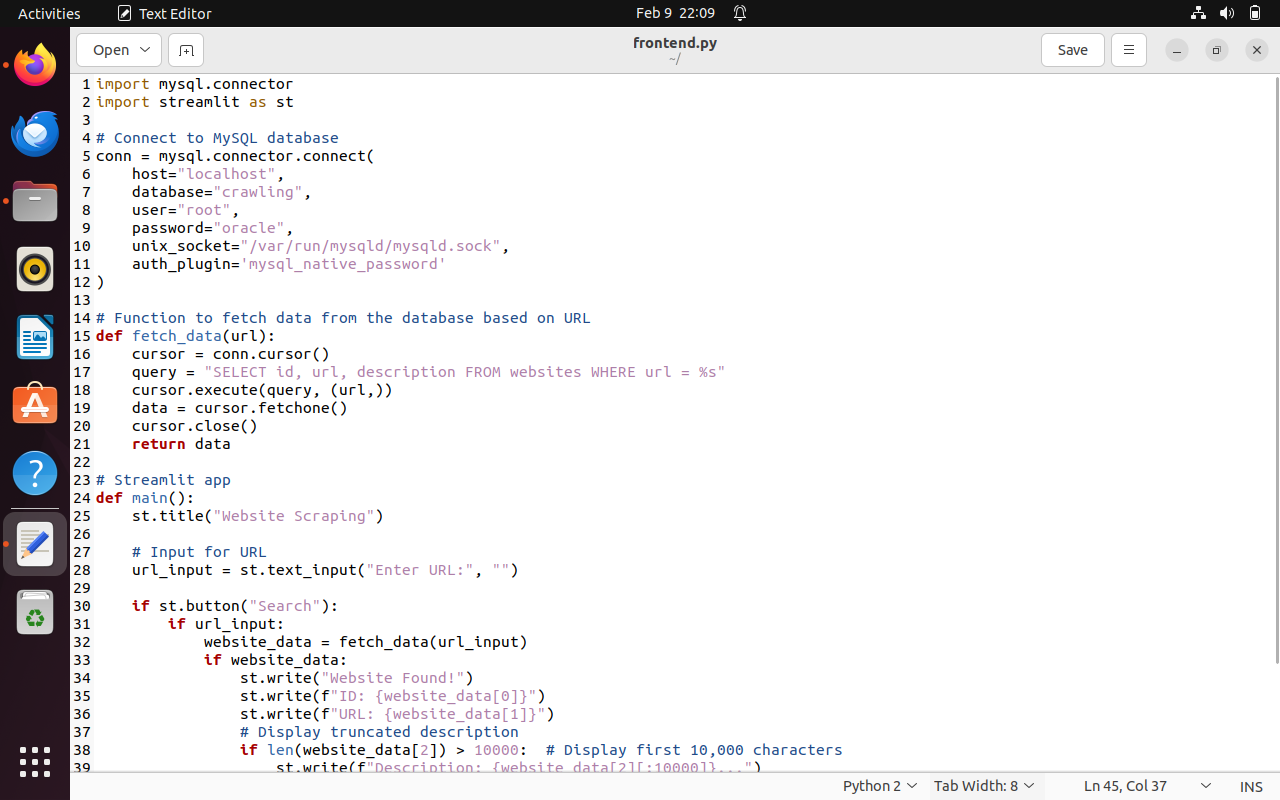 Activities Text Editor Feb 9 22:09
Open frontend.py Save
~/
1 import mysql.connector
2 import streamlit as st
3
4 # Connect to MySQL database
5 conn = mysql.connector.connect(
6     host="localhost",
7     database="crawling",
8     user="root",
9     password="oracle",
10     unix_socket="/var/run/mysqld/mysqld.sock",
11     auth_plugin='mysql_native_password'
12 )
13
14 # Function to fetch data from the database based on URL
15 def fetch_data(url):
16     cursor = conn.cursor()
17     query = "SELECT id, url, description FROM websites WHERE url = %s"
18     cursor.execute(query, (url,))
19     data = cursor.fetchone()
20     cursor.close()
21     return data
22
23 # Streamlit app
24 def main():
25     st.title("Website Scraping")
26
27     # Input for URL
28     url_input = st.text_input("Enter URL:", "")
29
30     if st.button("Search"):
31         if url_input:
32             website_data = fetch_data(url_input)
33             if website_data:
34                 st.write("Website Found!")
35                 st.write(f"ID: {website_data[0]}")
36                 st.write(f"URL: {website_data[1]}")
37                 # Display truncated description
38                 if len(website_data[2]) > 10000:  # Display first 10,000 characters
39                     st.write(f"Description: {website_data[2][:10000]}...")
Python 2 Tab Width: 8 Ln 45, Col 37 INS